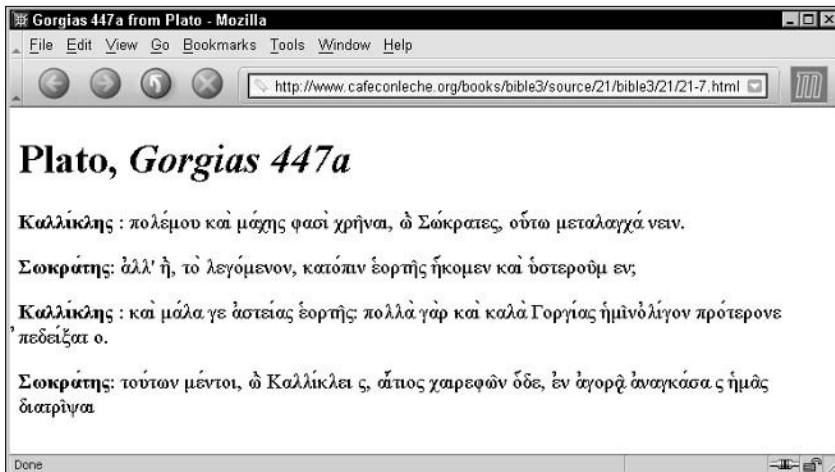 Gorgias 447a from Plato - Mozilla
File Edit View Go Bookmarks Tools Window Help
http://www.cafeconleche.org/books/bible3/source/21/bible3/21/21-7.html
Plato, Gorgias 447a
Καλλίκλης : πολέμου καὶ μάχης φασὶ χρῆναι, ὦ Σώκρατες, οὕτω μεταλαγχά νειν.
Σωκράτης: ἀλλ' ἦ, τὸ λεγόμενον, κατόπιν ἑορτῆς ἥκομεν καὶ ὑστεροῦμ εν;
Καλλίκλης : καὶ μάλα γε ἀστείας ἑορτῆς: πολλὰ γὰρ καὶ καλὰ Γοργίας ἡμῖνὀλίγον πρότερονε
̓πεδείξατ ο.
Σωκράτης: τούτων μέντοι, ὦ Καλλίκλει ς, αἴτιος χαιρεφῶν ὅδε, ἐν ἀγορᾷ ἀναγκάσα ς ἡμᾶς
διατρῖψαι
Done